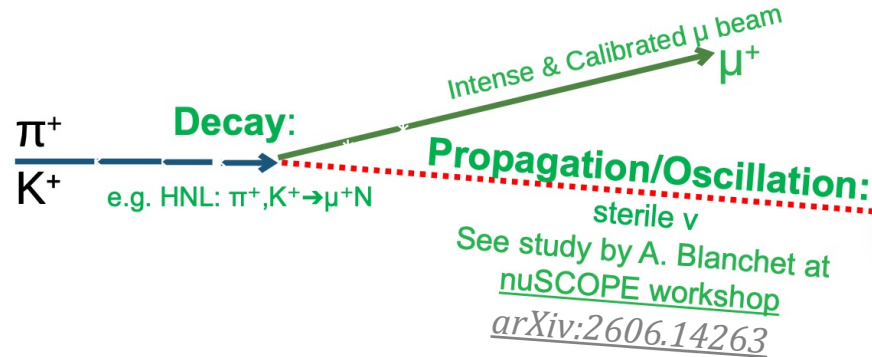 Intense & Calibrated μ beam
μ⁺
π⁺
Decay:
K⁺
e.g. HNL: π⁺,K⁺→μ⁺N
Propagation/Oscillation:
sterile ν
See study by A. Blanchet at
nuSCOPE workshop
arXiv:2606.14263